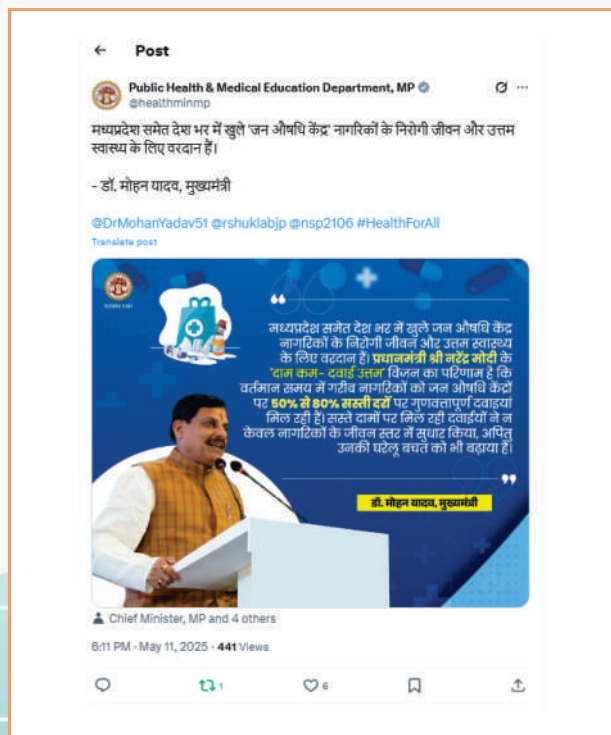 Post
Public Health & Medical Education Department, MP
@healthminmp
मध्यप्रदेश समेत देश भर में खुले 'जन औषधि केंद्र' नागरिकों के निरोगी जीवन और उत्तम
स्वास्थ्य के लिए वरदान हैं।
- डॉ. मोहन यादव, मुख्यमंत्री
@DrMohanYadav51 @rshuklabjp @nsp2106 #HealthForAll
Translate post
मध्यप्रदेश समेत देश भर में खुले जन औषधि केंद्र
नागरिकों के निरोगी जीवन और उत्तम स्वास्थ्य
के लिए वरदान हैं। प्रधानमंत्री श्री नरेंद्र मोदी के
"दाम कम- दवाई उत्तम" विजन का परिणाम है कि
वर्तमान समय में गरीब नागरिकों को जन औषधि केंद्रों
पर 50% से 80% सस्ती दरों पर गुणवत्तापूर्ण दवाइयां
मिल रही हैं। सस्ते दामों पर मिल रही दवाईयों ने न
केवल नागरिकों के जीवन स्तर में सुधार किया, अपितु
उनकी घरेलू बचत को भी बढ़ाया है।
डॉ. मोहन यादव, मुख्यमंत्री
Chief Minister, MP and 4 others
6:11 PM · May 11, 2025 · 441 Views
1
6